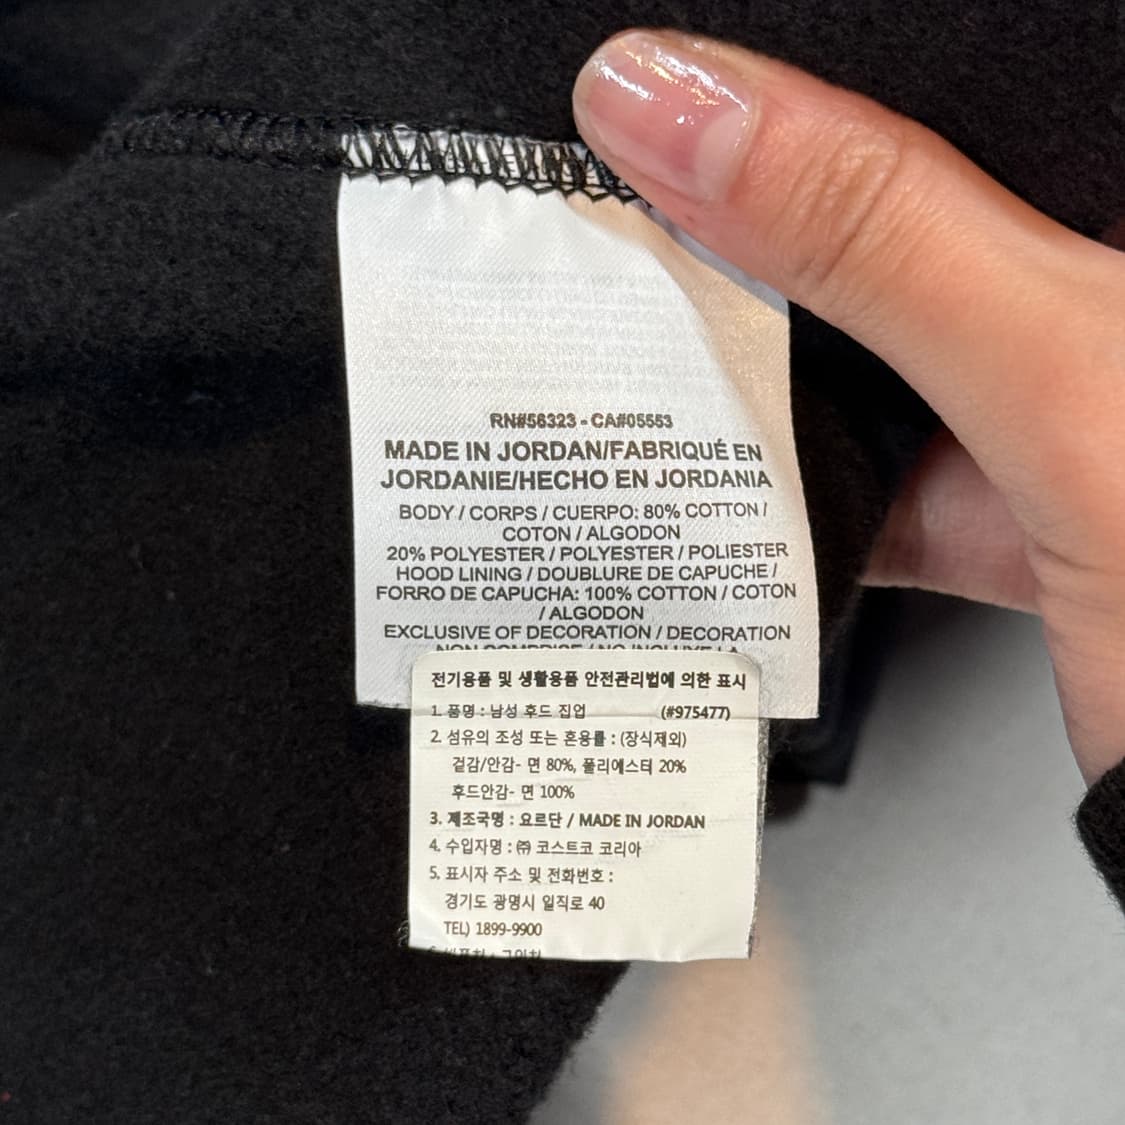 RN#56323 - CA#05553
MADE IN JORDAN/FABRIQUÉ EN
JORDANIE/HECHO EN JORDANIA
BODY / CORPS / CUERPO: 80% COTTON /
COTON / ALGODON
20% POLYESTER / POLYESTER / POLIESTER
HOOD LINING / DOUBLURE DE CAPUCHE /
FORRO DE CAPUCHA: 100% COTTON / COTON
/ ALGODON
EXCLUSIVE OF DECORATION / DECORATION
NON COMPRISE / NO INCLUYE LA
전기용품 및 생활용품 안전관리법에 의한 표시
1. 품명 : 남성 후드 집업 (#975477)
2. 섬유의 조성 또는 혼용률 : (장식제외)
겉감/안감- 면 80%, 폴리에스터 20%
후드안감- 면 100%
3. 제조국명 : 요르단 / MADE IN JORDAN
4. 수입자명 : ㈜ 코스트코 코리아
5. 표시자 주소 및 전화번호 :
경기도 광명시 일직로 40
TEL) 1899-9900